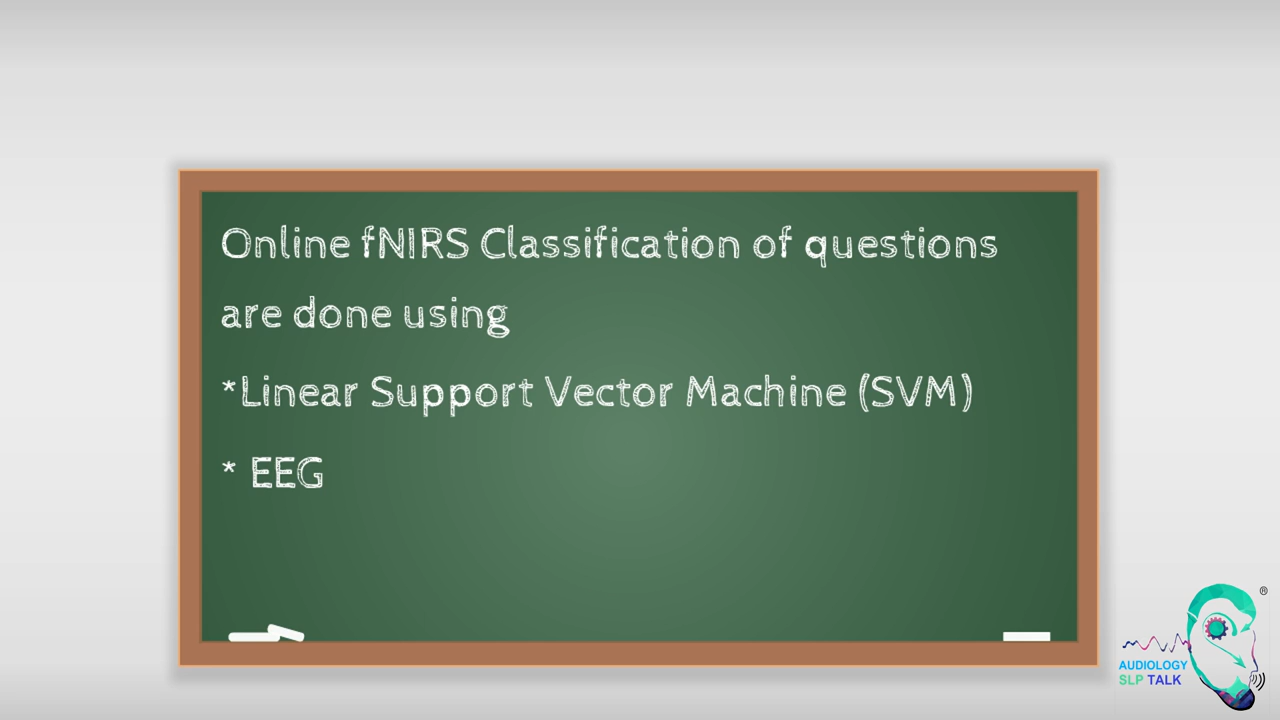 Online fNIRS Classification of questions
are done using
*Linear Support Vector Machine (SVM)
* EEG
AUDIOLOGY
SLP TALK
®